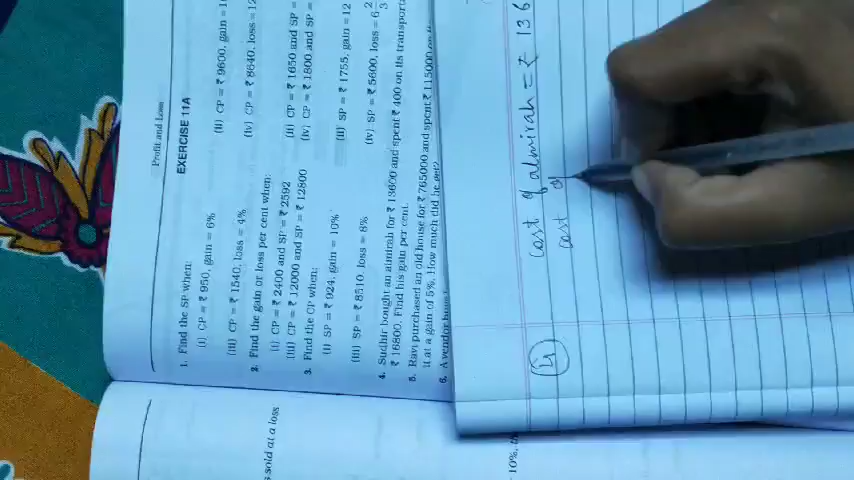 Profit and Loss
EXERCISE 11A
1. Find the SP when:
(i) CP = ₹ 950, gain = 6%
(ii) CP = ₹ 9600, gain =
(iii) CP = ₹ 1540, loss = 4%
(iv) CP = ₹ 8640, loss =
2. Find the gain or loss per cent when:
(i) CP = ₹ 2400 and SP = ₹ 2592
(ii) CP = ₹ 1650 and SP =
(iii) CP = ₹ 12000 and SP = ₹ 12800
(iv) CP = ₹ 1800 and SP =
3. Find the CP when:
(i) SP = ₹ 924, gain = 10%
(ii) SP = ₹ 1755, gain = 12
(iii) SP = ₹ 8510, loss = 8%
(iv) SP = ₹ 5600, loss = 6 2/3
4. Sudhir bought an almirah for ₹ 13600 and spent ₹ 400 on its
₹ 16800. Find his gain per cent.
5. Ravi purchased an old house for ₹ 765000 and spent ₹ 115000 on
it at a gain of 5%. How much did he get?
6. A vendor
sold at a loss
10%,
(4)
Cost of almirah = ₹ 136
Cost of